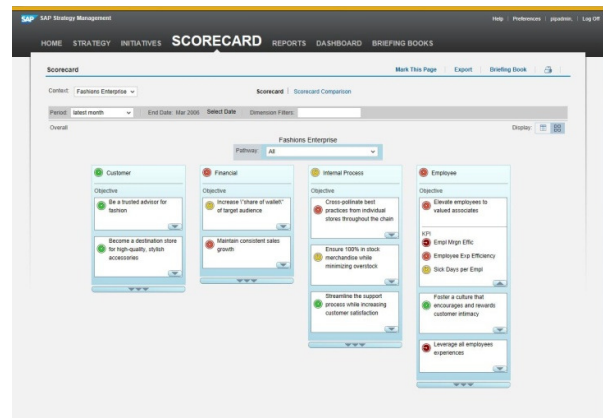 SAP SAP Strategy Management
Help Preferences pipadmin, Log Off
HOME STRATEGY INITIATIVES SCORECARD REPORTS DASHBOARD BRIEFING BOOKS
Scorecard
Mark This Page Export Briefing Book
Context: Fashions Enterprise
Scorecard | Scorecard Comparison
Period: latest month End Date: Mar 2006 Select Date Dimension Filters:
Overall
Display:
Fashions Enterprise
Pathway: All
Customer
Objective
Be a trusted advisor for
fashion
Become a destination store
for high-quality, stylish
accessories
Financial
Objective
Increase \"share of wallet\"
of target audience
Maintain consistent sales
growth
Internal Process
Objective
Cross-pollinate best
practices from individual
stores throughout the chain
Ensure 100% in stock
merchandise while
minimizing overstock
Streamline the support
process while increasing
customer satisfaction
Employee
Objective
Elevate employees to
valued associates
KPI
Empl Mrgn Effic
Employee Exp Efficiency
Sick Days per Empl
Foster a culture that
encourages and rewards
customer intimacy
Leverage all employees
experiences